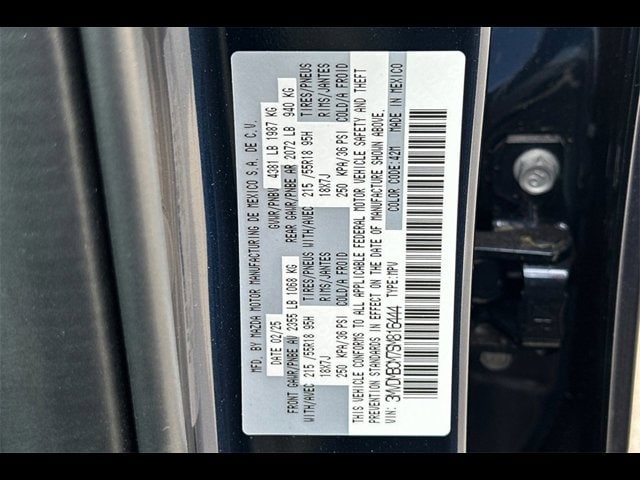 MFD. BY MAZDA MOTOR MANUFACTURING DE MEXICO S.A. DE C.V.
DATE 02/25 GVWR/PNBV 4381 LB 1987 KG
FRONT GAWR/PNBE AV 2355 LB 1068 KG REAR GAWR/PNBE AR 2072 LB 940 KG
WITH/AVEC 215 /55R18 95H TIRES/PNEUS WITH/AVEC 215 /55R18 95H TIRES/PNEUS
18X7J RIMS/JANTES 18X7J RIMS/JANTES
250 KPA/36 PSI COLD/A FROID 250 KPA/36 PSI COLD/A FROID
THIS VEHICLE CONFORMS TO ALL APPLICABLE FEDERAL MOTOR VEHICLE SAFETY AND THEFT
PREVENTION STANDARDS IN EFFECT ON THE DATE OF MANUFACTURE SHOWN ABOVE.
VIN: TYPE:MPV COLOR CODE:42M MADE IN MEXICO